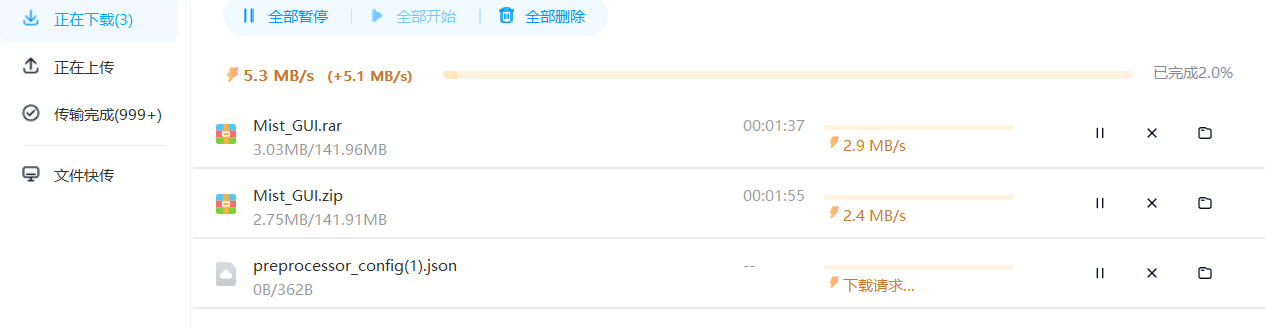 正在下载(3)
全部暂停
全部开始
全部删除
正在上传
5.3 MB/s (+5.1 MB/s)
已完成2.0%
传输完成(999+)
Mist_GUI.rar
00:01:37
3.03MB/141.96MB
2.9 MB/s
文件快传
Mist_GUI.zip
00:01:55
2.75MB/141.91MB
2.4 MB/s
preprocessor_config(1).json
--
0B/362B
下载请求...